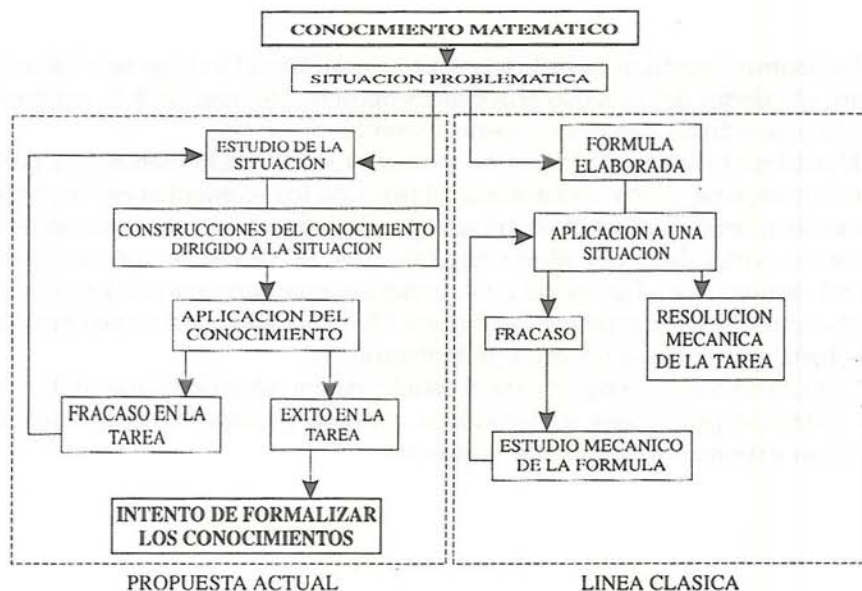 CONOCIMIENTO MATEMATICO
SITUACION PROBLEMATICA
ESTUDIO DE LA
SITUACIÓN
CONSTRUCCIONES DEL CONOCIMIENTO
DIRIGIDO A LA SITUACION
APLICACION DEL
CONOCIMIENTO
FRACASO EN LA
TAREA
EXITO EN LA
TAREA
INTENTO DE FORMALIZAR
LOS CONOCIMIENTOS
PROPUESTA ACTUAL
FORMULA
ELABORADA
APLICACION A UNA
SITUACION
FRACASO
RESOLUCION
MECANICA
DE LA TAREA
ESTUDIO MECANICO
DE LA FORMULA
LINEA CLASICA